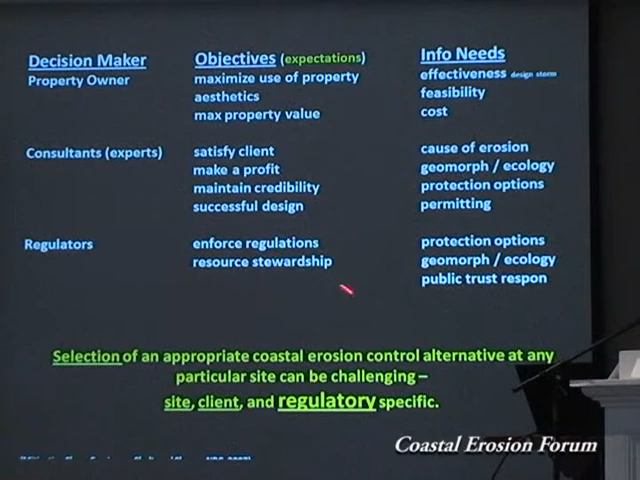 Decision Maker Objectives (expectations) Info Needs
Property Owner maximize use of property effectiveness design storm
aesthetics feasibility
max property value cost
Consultants (experts) satisfy client cause of erosion
make a profit geomorph / ecology
maintain credibility protection options
successful design permitting
Regulators enforce regulations protection options
resource stewardship geomorph / ecology
public trust respon
Selection of an appropriate coastal erosion control alternative at any
particular site can be challenging –
site, client, and regulatory specific.
Coastal Erosion Forum